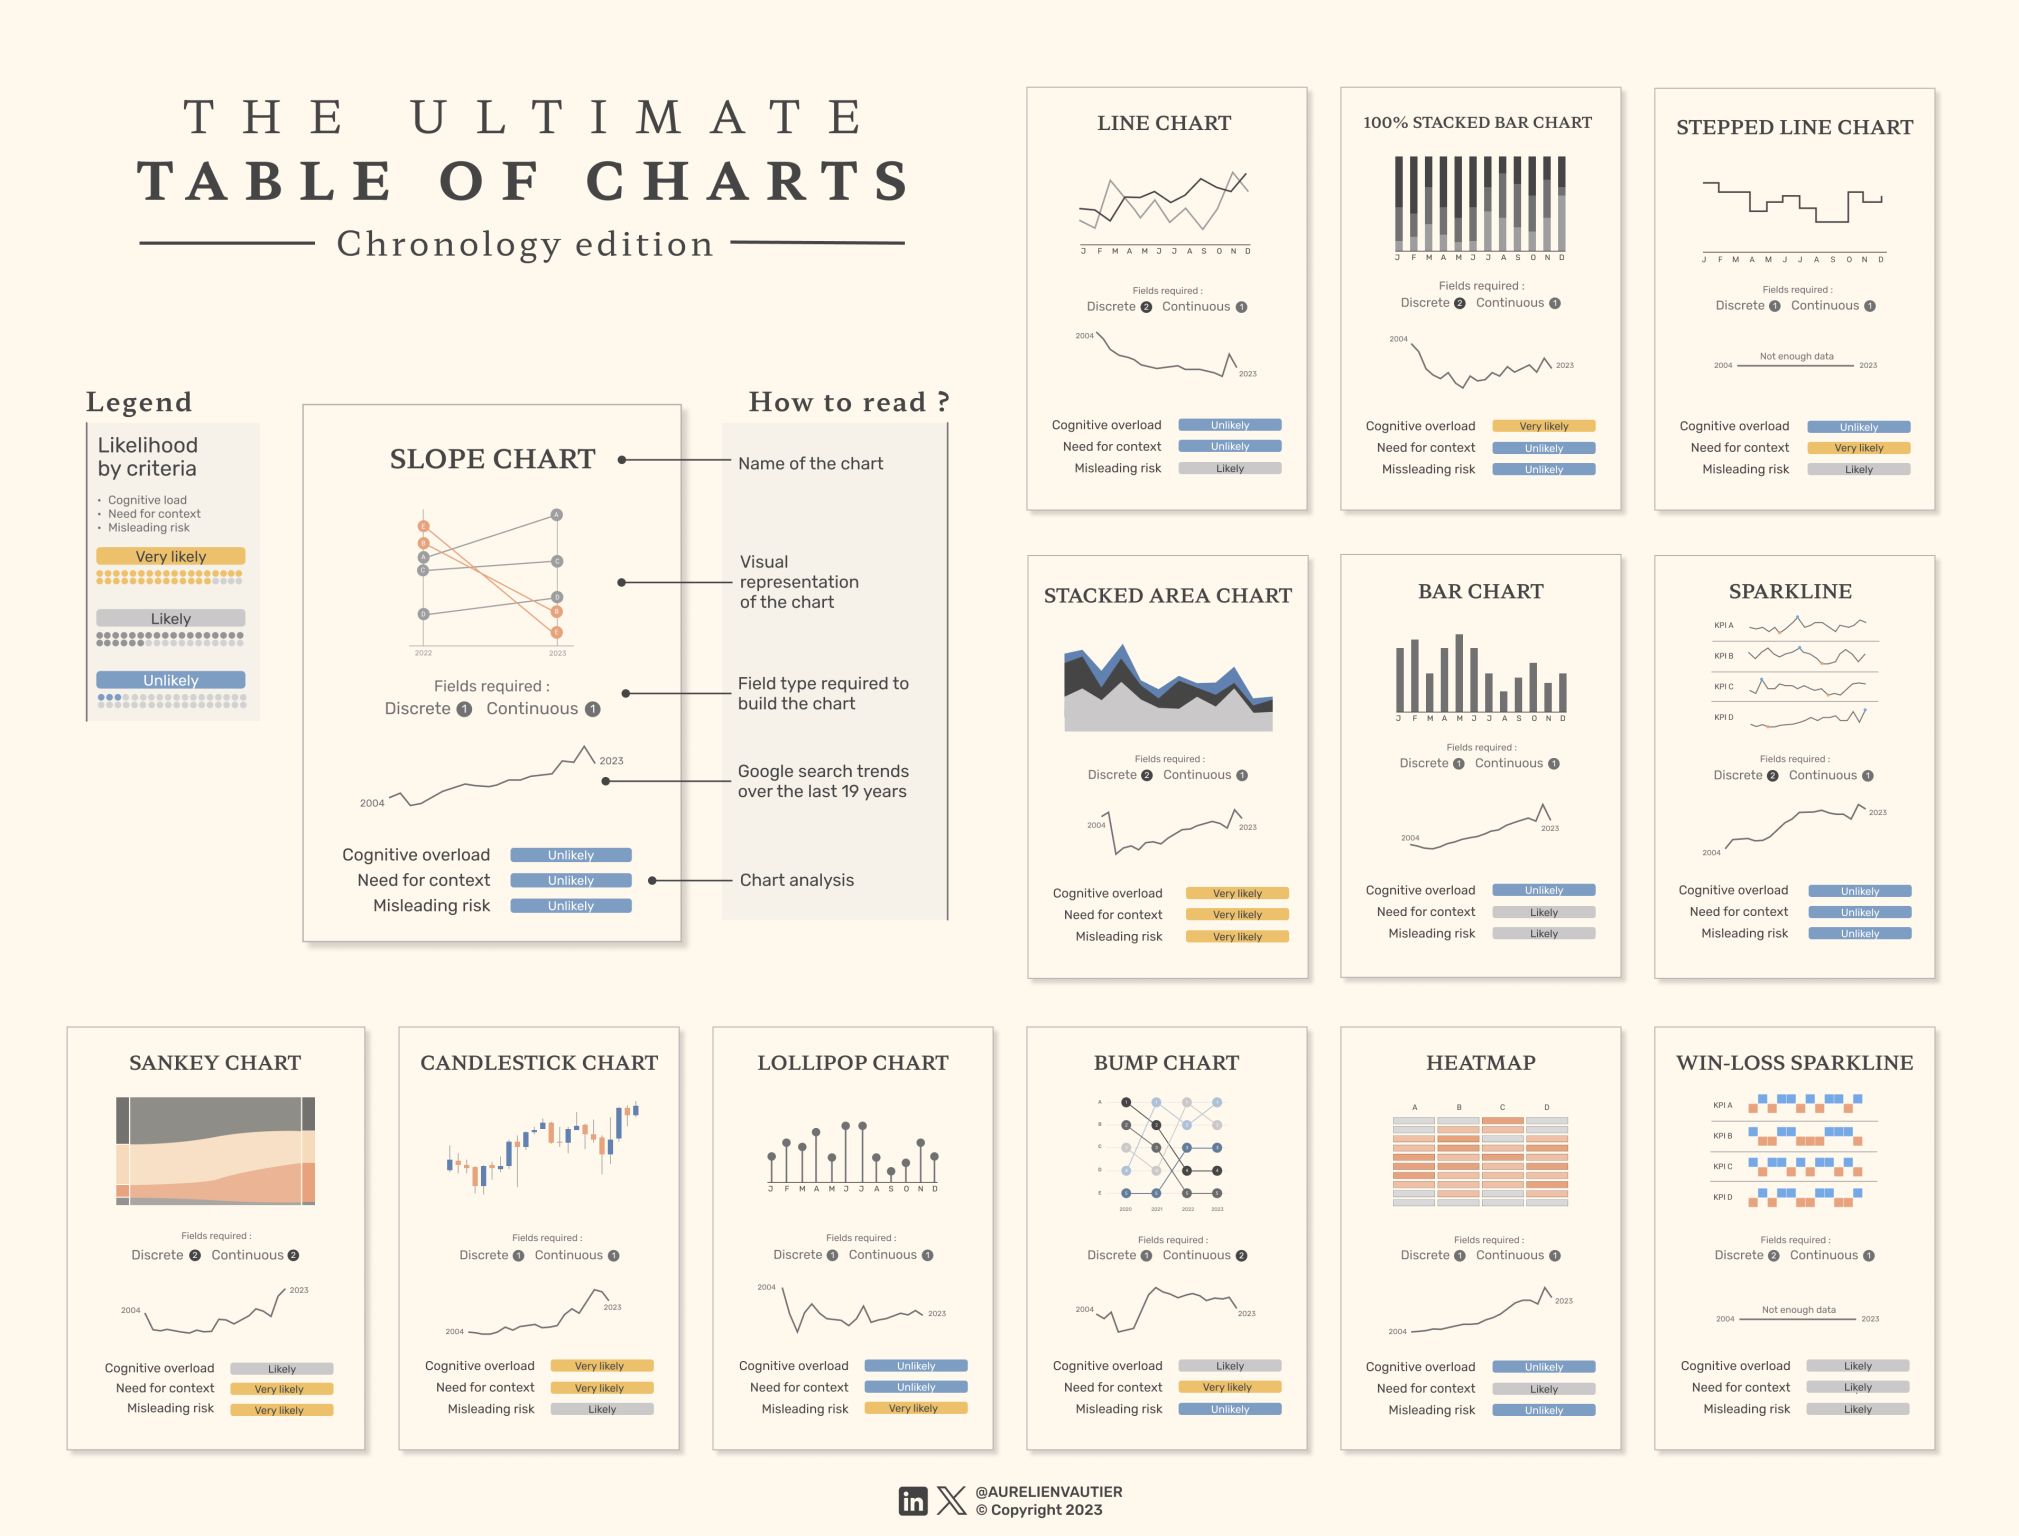 THE ULTIMATE
TABLE OF CHARTS
Chronology edition
Legend
Likelihood
by criteria
• Cognitive load
• Need for context
• Misleading risk
Very likely
Likely
Unlikely
SLOPE CHART
E
B
A
C
D
A
C
D
B
E
2022 2023
Fields required :
Discrete 1 Continuous 1
2004 2023
Cognitive overload Unlikely
Need for context Unlikely
Misleading risk Unlikely
How to read ?
Name of the chart
Visual
representation
of the chart
Field type required to
build the chart
Google search trends
over the last 19 years
Chart analysis
LINE CHART
J F M A M J J A S O N D
Fields required :
Discrete 2 Continuous 1
2004 2023
Cognitive overload Unlikely
Need for context Unlikely
Misleading risk Likely
100% STACKED BAR CHART
J F M A M J J A S O N D
Fields required :
Discrete 2 Continuous 1
2004 2023
Cognitive overload Very likely
Need for context Unlikely
Missleading risk Unlikely
STEPPED LINE CHART
J F M A M J J A S O N D
Fields required :
Discrete 1 Continuous 1
Not enough data
2004 2023
Cognitive overload Unlikely
Need for context Very likely
Misleading risk Likely
STACKED AREA CHART
Fields required :
Discrete 2 Continuous 1
2004 2023
Cognitive overload Very likely
Need for context Very likely
Misleading risk Very likely
BAR CHART
J F M A M J J A S O N D
Fields required :
Discrete 1 Continuous 1
2004 2023
Cognitive overload Unlikely
Need for context Likely
Misleading risk Likely
SPARKLINE
KPI A
KPI B
KPI C
KPI D
Fields required :
Discrete 2 Continuous 1
2004 2023
Cognitive overload Unlikely
Need for context Unlikely
Misleading risk Unlikely
SANKEY CHART
Fields required :
Discrete 2 Continuous 2
2004 2023
Cognitive overload Likely
Need for context Very likely
Misleading risk Very likely
CANDLESTICK CHART
Fields required :
Discrete 1 Continuous 1
2004 2023
Cognitive overload Very likely
Need for context Very likely
Misleading risk Likely
LOLLIPOP CHART
J F M A M J J A S O N D
Fields required :
Discrete 1 Continuous 1
2004 2023
Cognitive overload Unlikely
Need for context Unlikely
Misleading risk Very likely
BUMP CHART
A
B
C
D
E
2020 2021 2022 2023
Fields required :
Discrete 1 Continuous 2
2004 2023
Cognitive overload Likely
Need for context Very likely
Misleading risk Unlikely
HEATMAP
A B C D
Fields required :
Discrete 1 Continuous 1
2004 2023
Cognitive overload Unlikely
Need for context Likely
Misleading risk Unlikely
WIN-LOSS SPARKLINE
KPI A
KPI B
KPI C
KPI D
Fields required :
Discrete 2 Continuous 1
Not enough data
2004 2023
Cognitive overload Likely
Need for context Likely
Misleading risk Likely
in X @AURELIENVAUTIER
© Copyright 2023